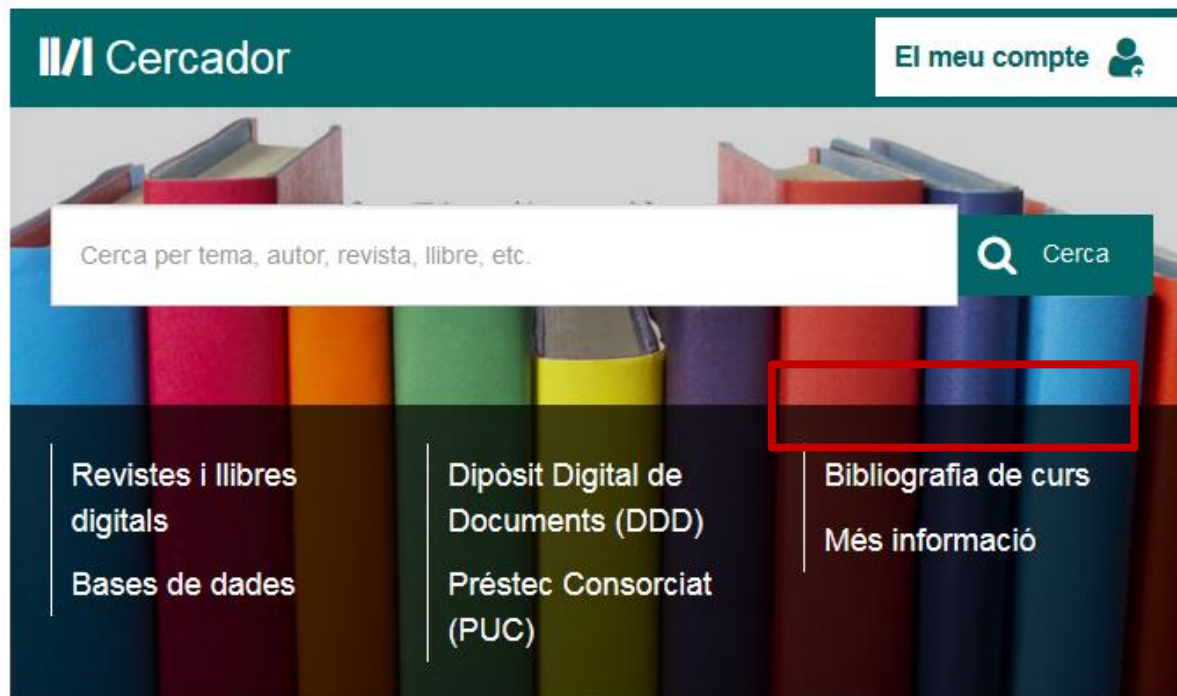 Cercador
El meu compte
Cerca per tema, autor, revista, llibre, etc.
Cerca
Revistes i llibres
digitals
Bases de dades
Dipòsit Digital de
Documents (DDD)
Préstec Consorciat
(PUC)
Bibliografia de curs
Més informació